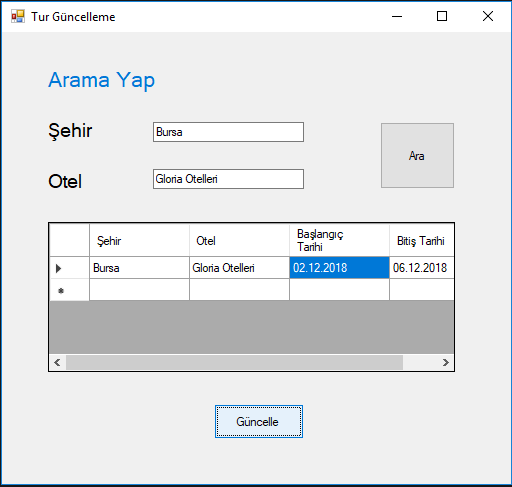 Tur Güncelleme
Arama Yap
Şehir
Bursa
Ara
Otel
Gloria Otelleri
Şehir
Otel
Başlangıç
Tarihi
Bitiş Tarihi
Bursa
Gloria Otelleri
02.12.2018
06.12.2018
Güncelle